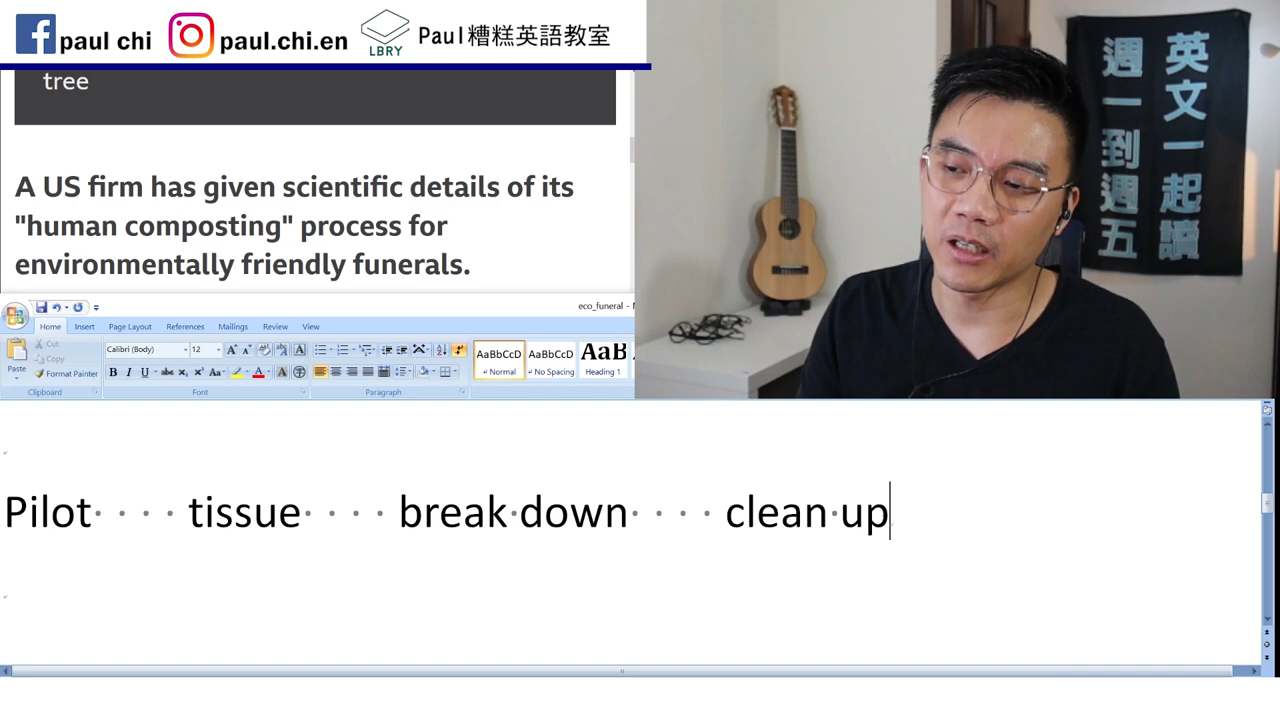 paul chi
paul.chi.en
LBRY
Paul糟糕英語教室
tree
A US firm has given scientific details of its
"human composting" process for
environmentally friendly funerals.
eco_funeral -
Home Insert Page Layout References Mailings Review View
Cut
Copy
Format Painter
Paste
Clipboard
Calibri (Body) 12
Font
Paragraph
AaBbCcD AaBbCcD AaB
Normal No Spacing Heading 1
Pilot tissue break down clean up
英文一起讀
週一到週五